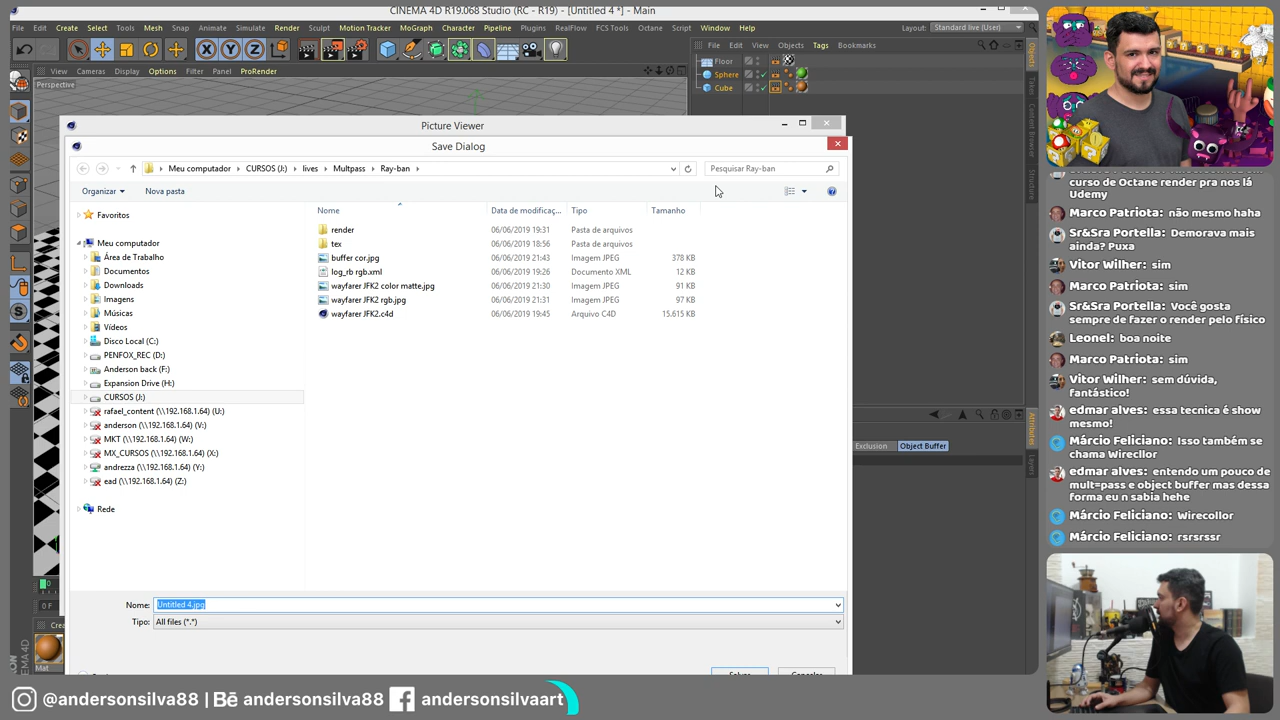 CINEMA 4D R19.068 Studio (RC - R19) - [Untitled 4 *] - Main
File Edit Create Select Tools Mesh Snap Animate Simulate Render Sculpt Motion Tracker MoGraph Character Pipeline Plugins RealFlow FCS Tools Octane Script Window Help
Layout: Standard live (User)
File Edit View Objects Tags Bookmarks
View Cameras Display Options Filter Panel ProRender
Perspective
Floor
Sphere
Cube
Objects
Takes
Content Browser
Structure
Picture Viewer
Save Dialog
Meu computador CURSOS (J:) lives Multpass Ray-ban
Pesquisar Ray-ban
Organizar Nova pasta
Nome Data de modificaç... Tipo Tamanho
Favoritos
Meu computador
Área de Trabalho
Documentos
Downloads
Imagens
Músicas
Vídeos
Disco Local (C:)
PENFOX_REC (D:)
Anderson back (F:)
Expansion Drive (H:)
CURSOS (J:)
rafael_content (\\192.168.1.64) (U:)
anderson (\\192.168.1.64) (V:)
MKT (\\192.168.1.64) (W:)
MX_CURSOS (\\192.168.1.64) (X:)
andrezza (\\192.168.1.64) (Y:)
ead (\\192.168.1.64) (Z:)
Rede
render 06/06/2019 19:31 Pasta de arquivos
tex 06/06/2019 18:56 Pasta de arquivos
buffer cor.jpg 06/06/2019 21:43 Imagem JPEG 378 KB
log_rb rgb.xml 06/06/2019 19:26 Documento XML 12 KB
wayfarer JFK2 color matte.jpg 06/06/2019 21:30 Imagem JPEG 91 KB
wayfarer JFK2 rgb.jpg 06/06/2019 21:31 Imagem JPEG 97 KB
wayfarer JFK2.c4d 06/06/2019 19:45 Arquivo C4D 15.615 KB
Exclusion Object Buffer
Attributes
Layers
Nome: Untitled 4.jpg
Tipo: All files (*.*)
0 F
Crea
Mat
curso de Octane render pra nos lá
Udemy
Marco Patriota: não mesmo haha
Sr&Sra Portella: Demorava mais
ainda? Puxa
Vitor Wilher: sim
Marco Patriota: sim
Sr&Sra Portella: Você gosta
sempre de fazer o render pelo físico
Leonel: boa noite
Marco Patriota: sim
Vitor Wilher: sem dúvida,
fantástico!
edmar alves: essa tecnica é show
mesmo!
Márcio Feliciano: Isso também se
chama Wirecllor
edmar alves: entendo um pouco de
mult=pass e object buffer mas dessa
forma eu n sabia hehe
Márcio Feliciano: Wirecollor
Márcio Feliciano: rsrsrssr
@andersonsilva88 | Bē andersonsilva88 andersonsilvaart